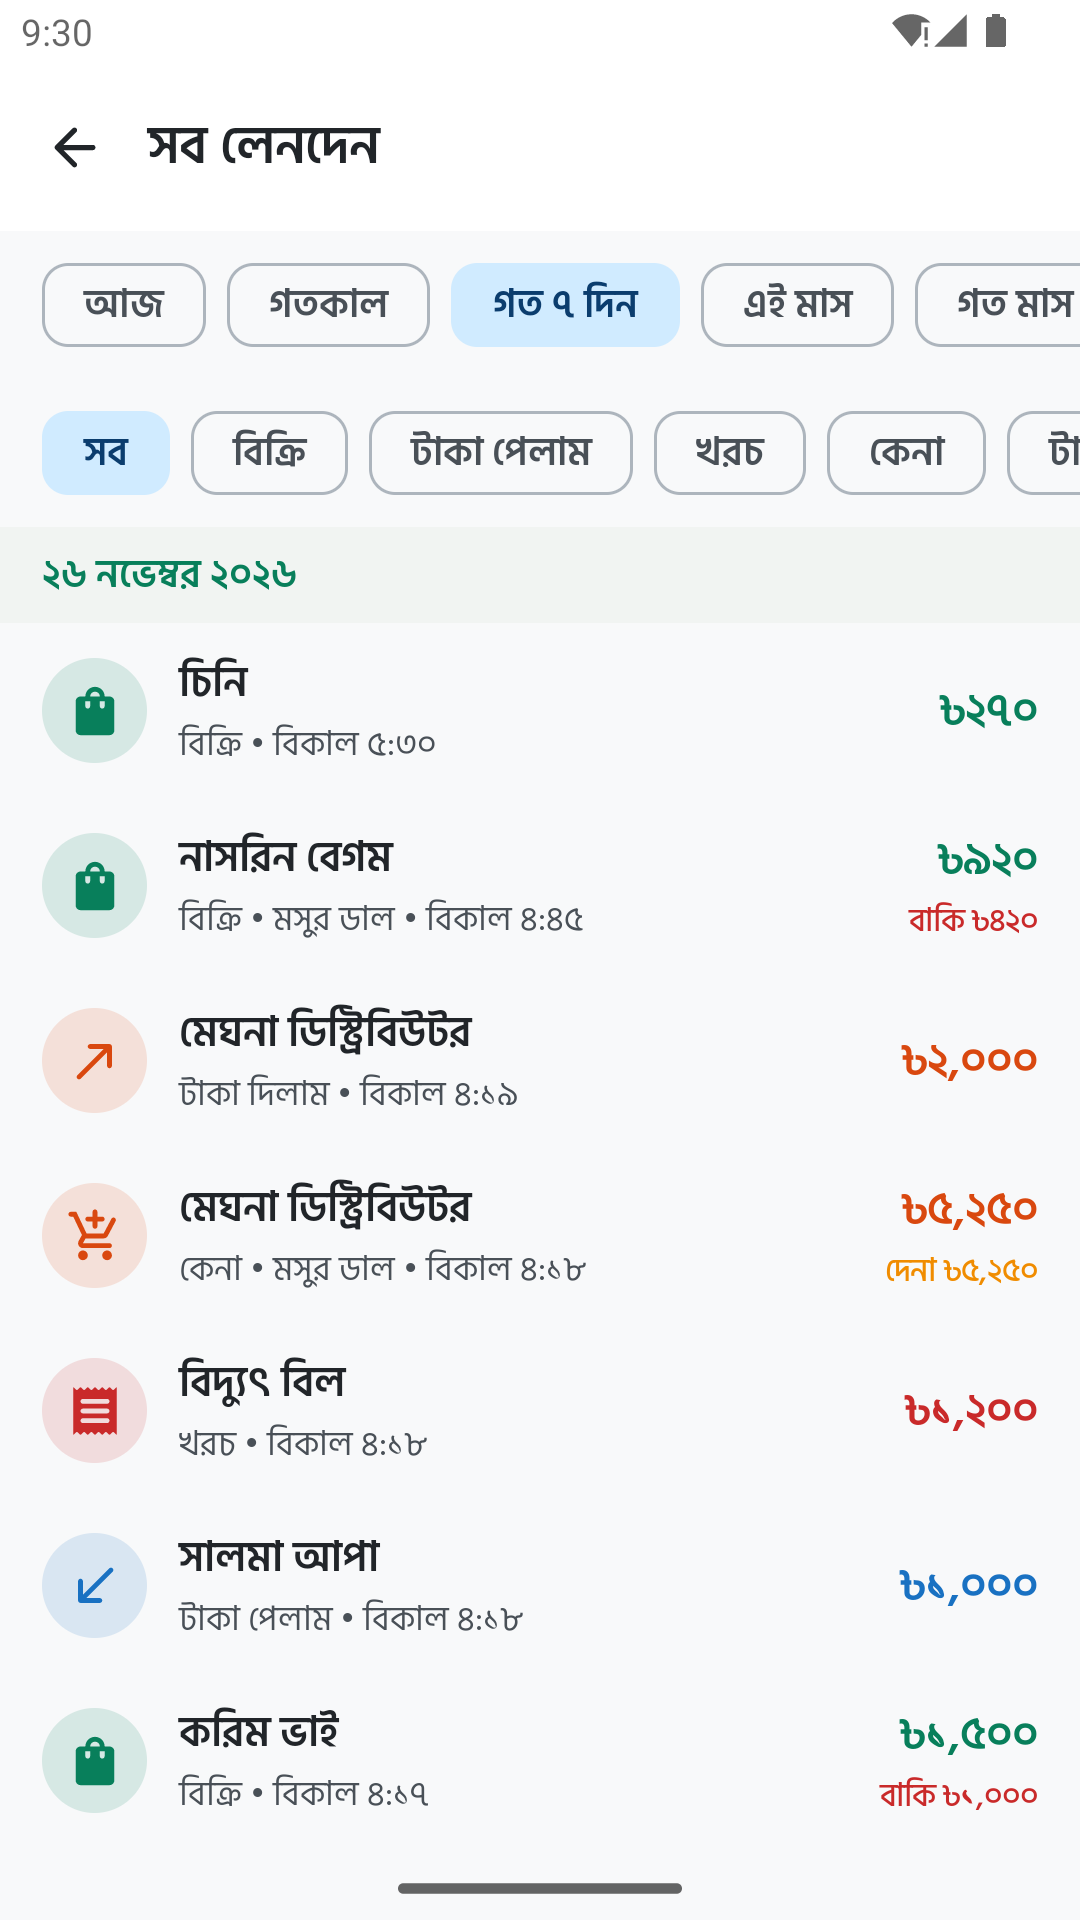 9:30
সব লেনদেন
আজ গতকাল গত ৭ দিন এই মাস গত মাস
সব বিক্রি টাকা পেলাম খরচ কেনা টা
২৬ নভেম্বর ২০২৬
চিনি
৳২৭০
বিক্রি • বিকাল ৫:৩০
নাসরিন বেগম
৳৯২০
বিক্রি • মসুর ডাল • বিকাল ৪:৪৫
বাকি ৳৪২০
মেঘনা ডিস্ট্রিবিউটর
৳২,০০০
টাকা দিলাম • বিকাল ৪:১৯
মেঘনা ডিস্ট্রিবিউটর
৳৫,২৫০
কেনা • মসুর ডাল • বিকাল ৪:১৮
দেনা ৳৫,২৫০
বিদ্যুৎ বিল
৳১,২০০
খরচ • বিকাল ৪:১৮
সালমা আপা
৳১,০০০
টাকা পেলাম • বিকাল ৪:১৮
করিম ভাই
৳১,৫০০
বিক্রি • বিকাল ৪:১৭
বাকি ৳১,০০০